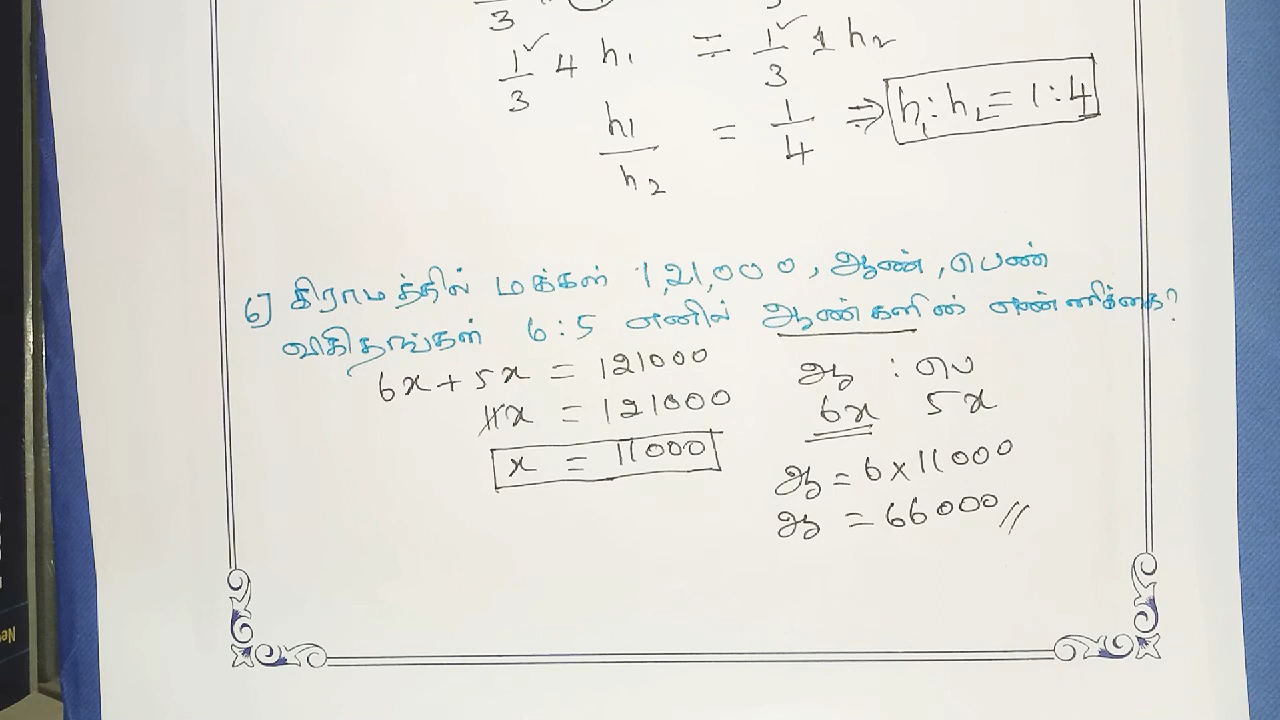 3
1/3 4 h₁ = 1/3 1 h₂
h₁/h₂ = 1/4 ⇒ h₁ : h₂ = 1 : 4
6) கிராமத்தில் மக்கள் 1,21,000, ஆண், பெண்
விகிதங்கள் 6:5 எனில் ஆண்களின் எண்ணிக்கை?
6x + 5x = 121000
11x = 121000
x = 11000
ஆ : பெ
6x 5x
ஆ = 6 x 11000
ஆ = 66000 //